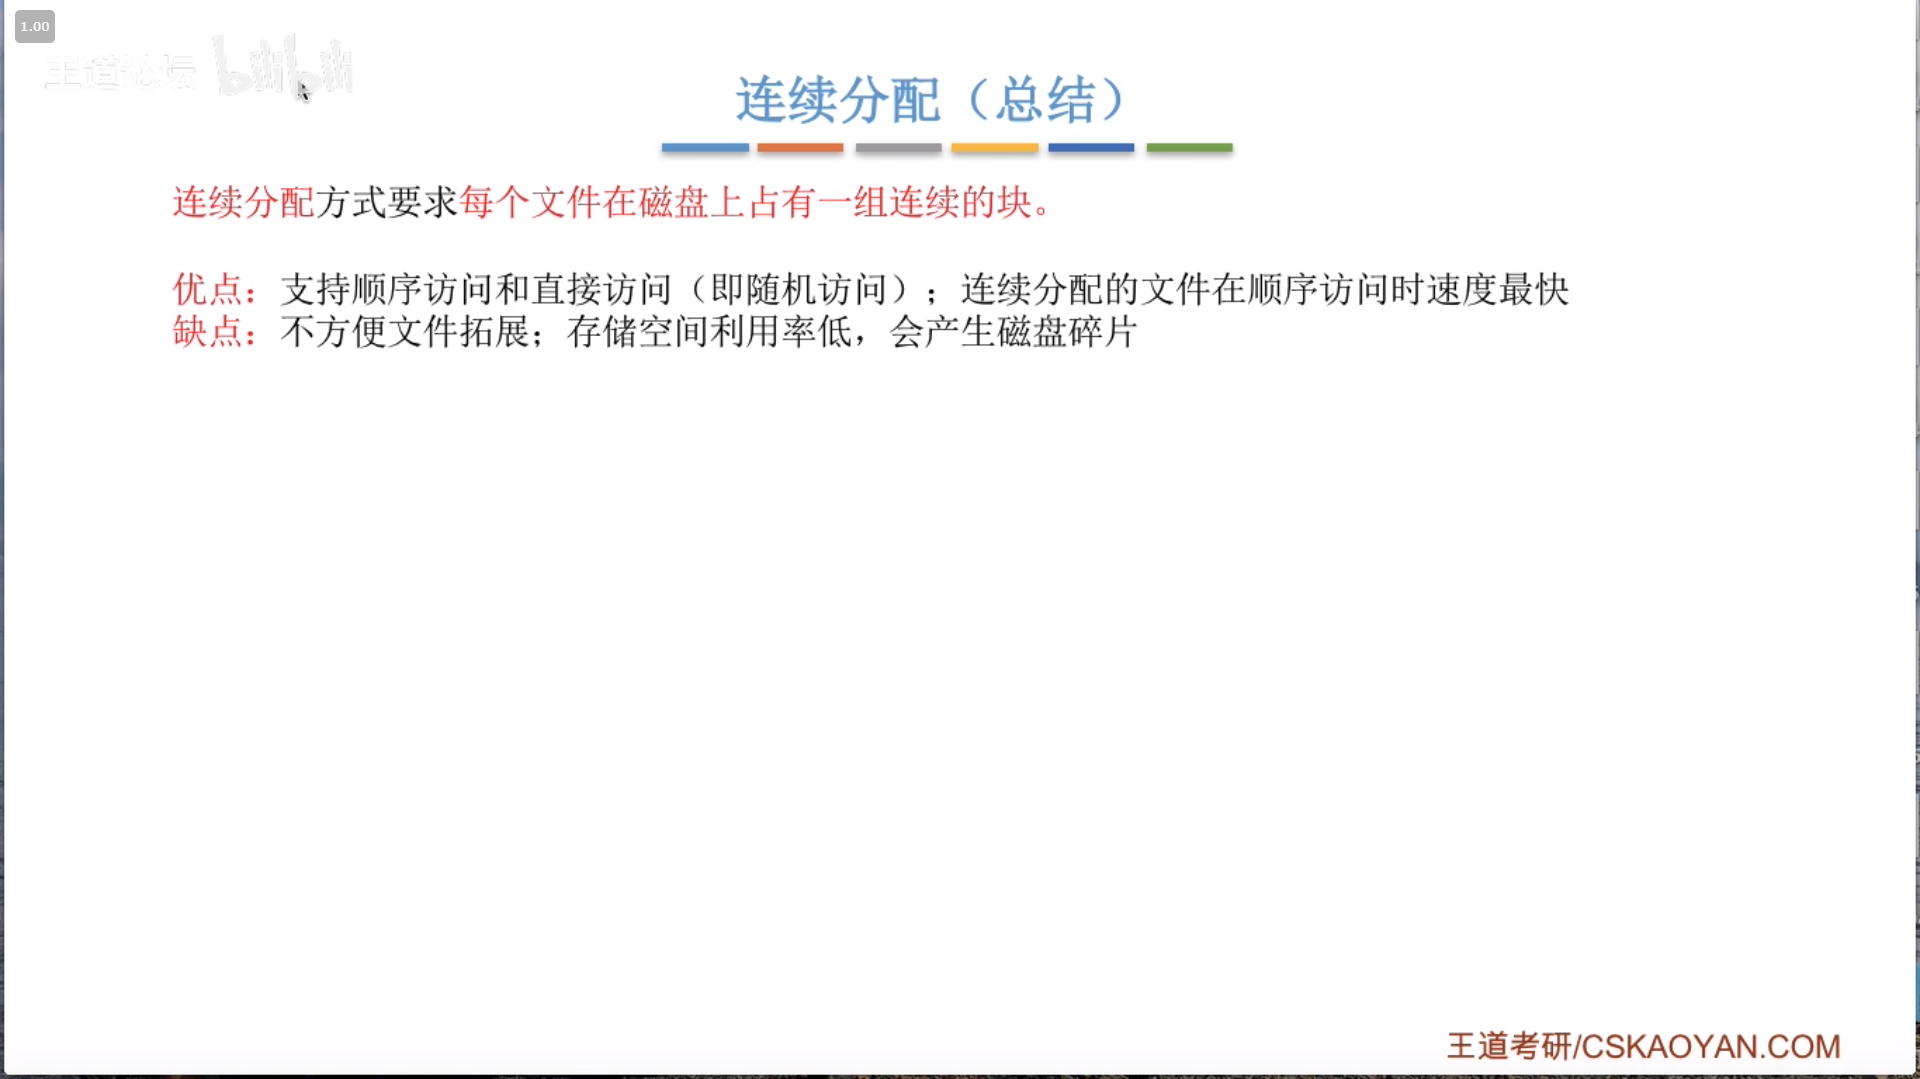 1.00
王道论坛 bilibili
连续分配（总结）
连续分配方式要求每个文件在磁盘上占有一组连续的块。
优点：支持顺序访问和直接访问（即随机访问）；连续分配的文件在顺序访问时速度最快
缺点：不方便文件拓展；存储空间利用率低，会产生磁盘碎片
王道考研/CSKAOYAN.COM